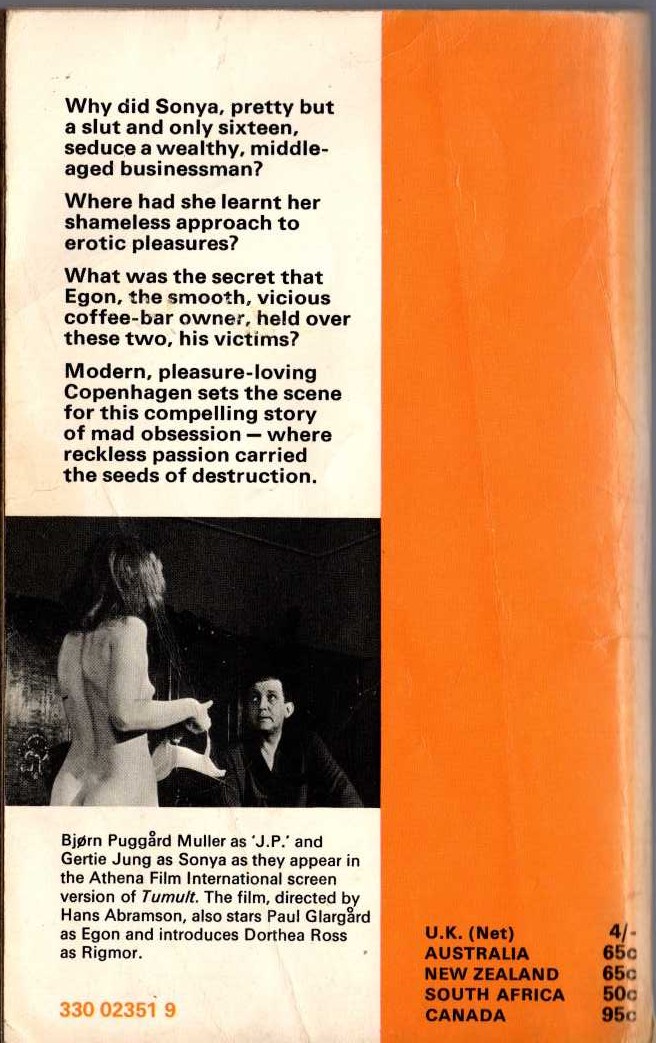 Why did Sonya, pretty but
a slut and only sixteen,
seduce a wealthy, middle-
aged businessman?
Where had she learnt her
shameless approach to
erotic pleasures?
What was the secret that
Egon, the smooth, vicious
coffee-bar owner, held over
these two, his victims?
Modern, pleasure-loving
Copenhagen sets the scene
for this compelling story
of mad obsession — where
reckless passion carried
the seeds of destruction.
Bjørn Puggård Muller as 'J.P.' and
Gertie Jung as Sonya as they appear in
the Athena Film International screen
version of Tumult. The film, directed by
Hans Abramson, also stars Paul Glargård
as Egon and introduces Dorthea Ross
as Rigmor.
330 02351 9
U.K. (Net) 4/-
AUSTRALIA 65c
NEW ZEALAND 65c
SOUTH AFRICA 50c
CANADA 95c